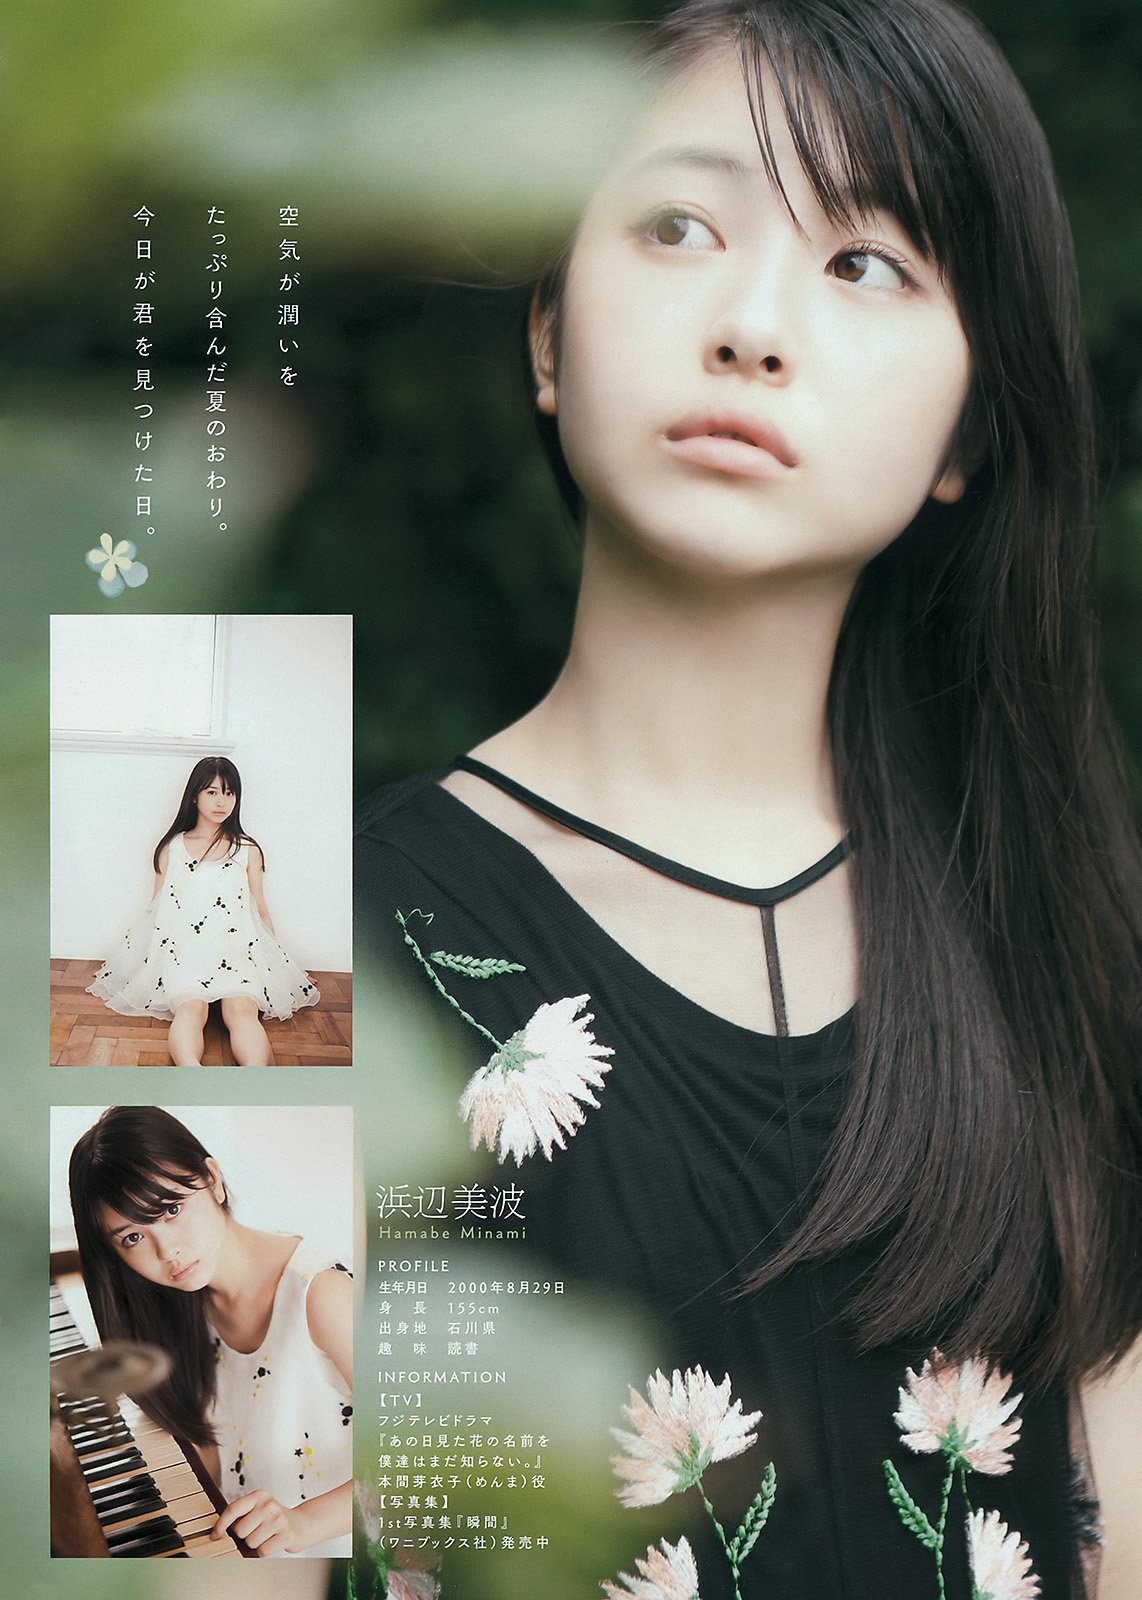 空気が潤いを
たっぷり含んだ夏のおわり。
今日が君を見つけた日。
浜辺美波
Hamabe Minami
PROFILE
生年月日 2000年8月29日
身 長 155cm
出身地 石川県
趣 味 読書
INFORMATION
【TV】
フジテレビドラマ
『あの日見た花の名前を
僕達はまだ知らない。』
本間芽衣子（めんま）役
【写真集】
1st写真集『瞬間』
（ワニブックス社）発売中